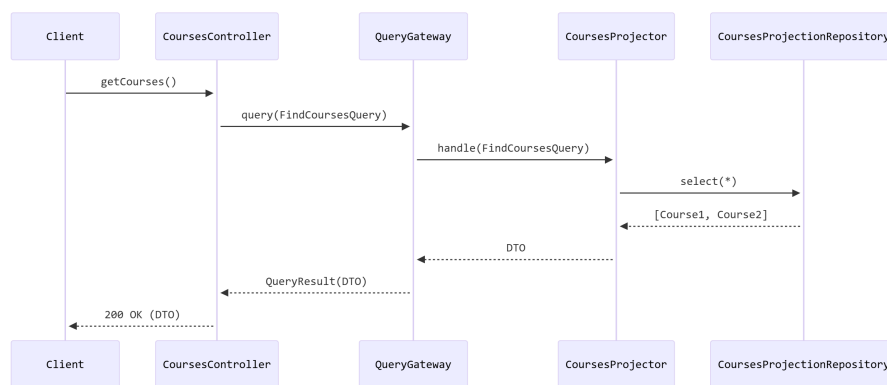 Client
CoursesController
QueryGateway
CoursesProjector
CoursesProjectionRepository
getCourses()
query(FindCoursesQuery)
handle(FindCoursesQuery)
select(*)
[Course1, Course2]
DTO
QueryResult(DTO)
200 OK (DTO)
Client
CoursesController
QueryGateway
CoursesProjector
CoursesProjectionRepository